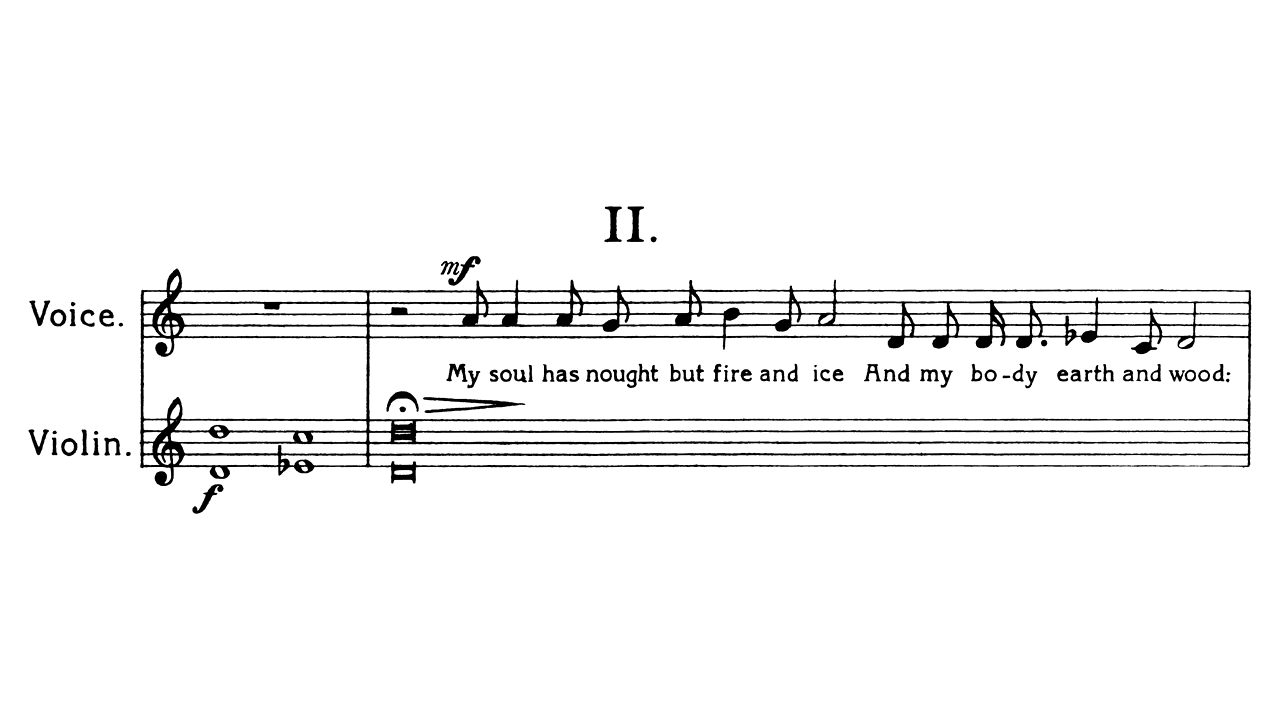 II.
mf
Voice.
My soul has nought but fire and ice And my bo-dy earth and wood:
Violin.
f